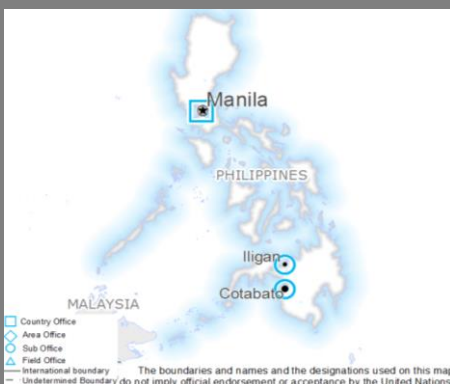 Manila
PHILIPPINES
Iligan
Cotabato
MALAYSIA
Country Office
Area Office
Sub Office
Field Office
International boundary
Undetermined Boundary
The boundaries and names and the designations used on this map
do not imply official endorsement or acceptance by the United Nations